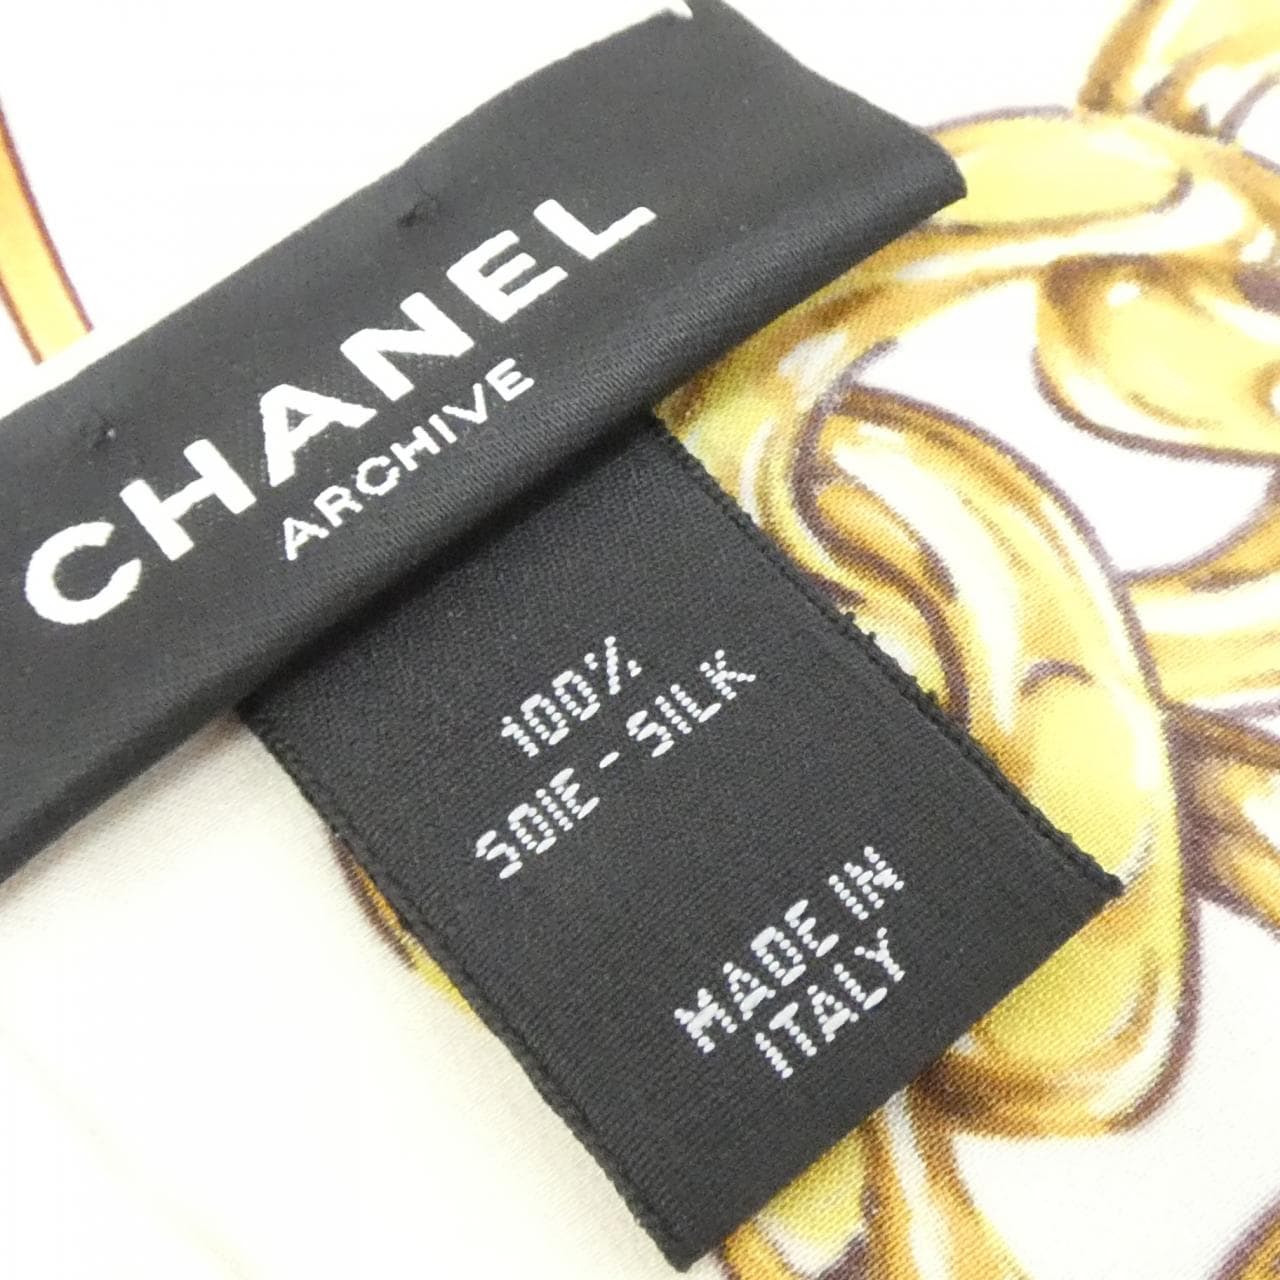 CHANEL
ARCHIVE
100%
SOIE - SILK
MADE IN
ITALY